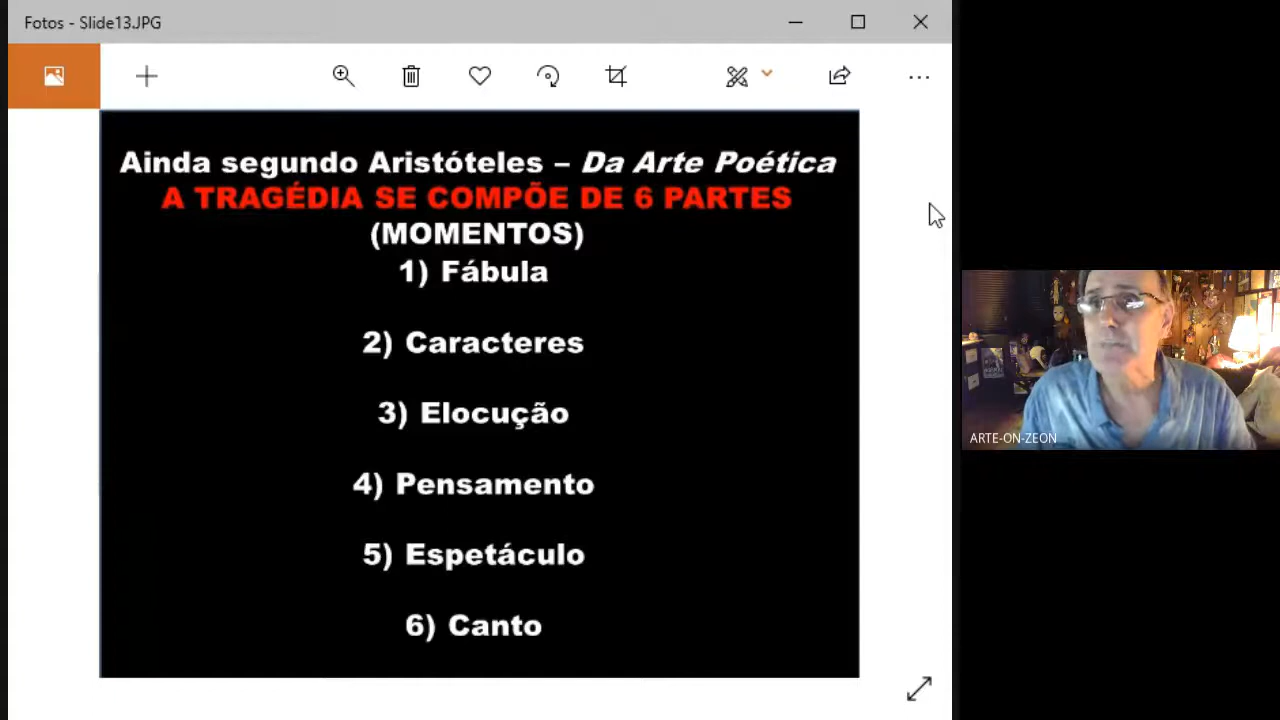 Fotos - Slide13.JPG
Ainda segundo Aristóteles – Da Arte Poética
A TRAGÉDIA SE COMPÕE DE 6 PARTES
(MOMENTOS)
1) Fábula
2) Caracteres
3) Elocução
4) Pensamento
5) Espetáculo
6) Canto
ARTE-ON-ZEON